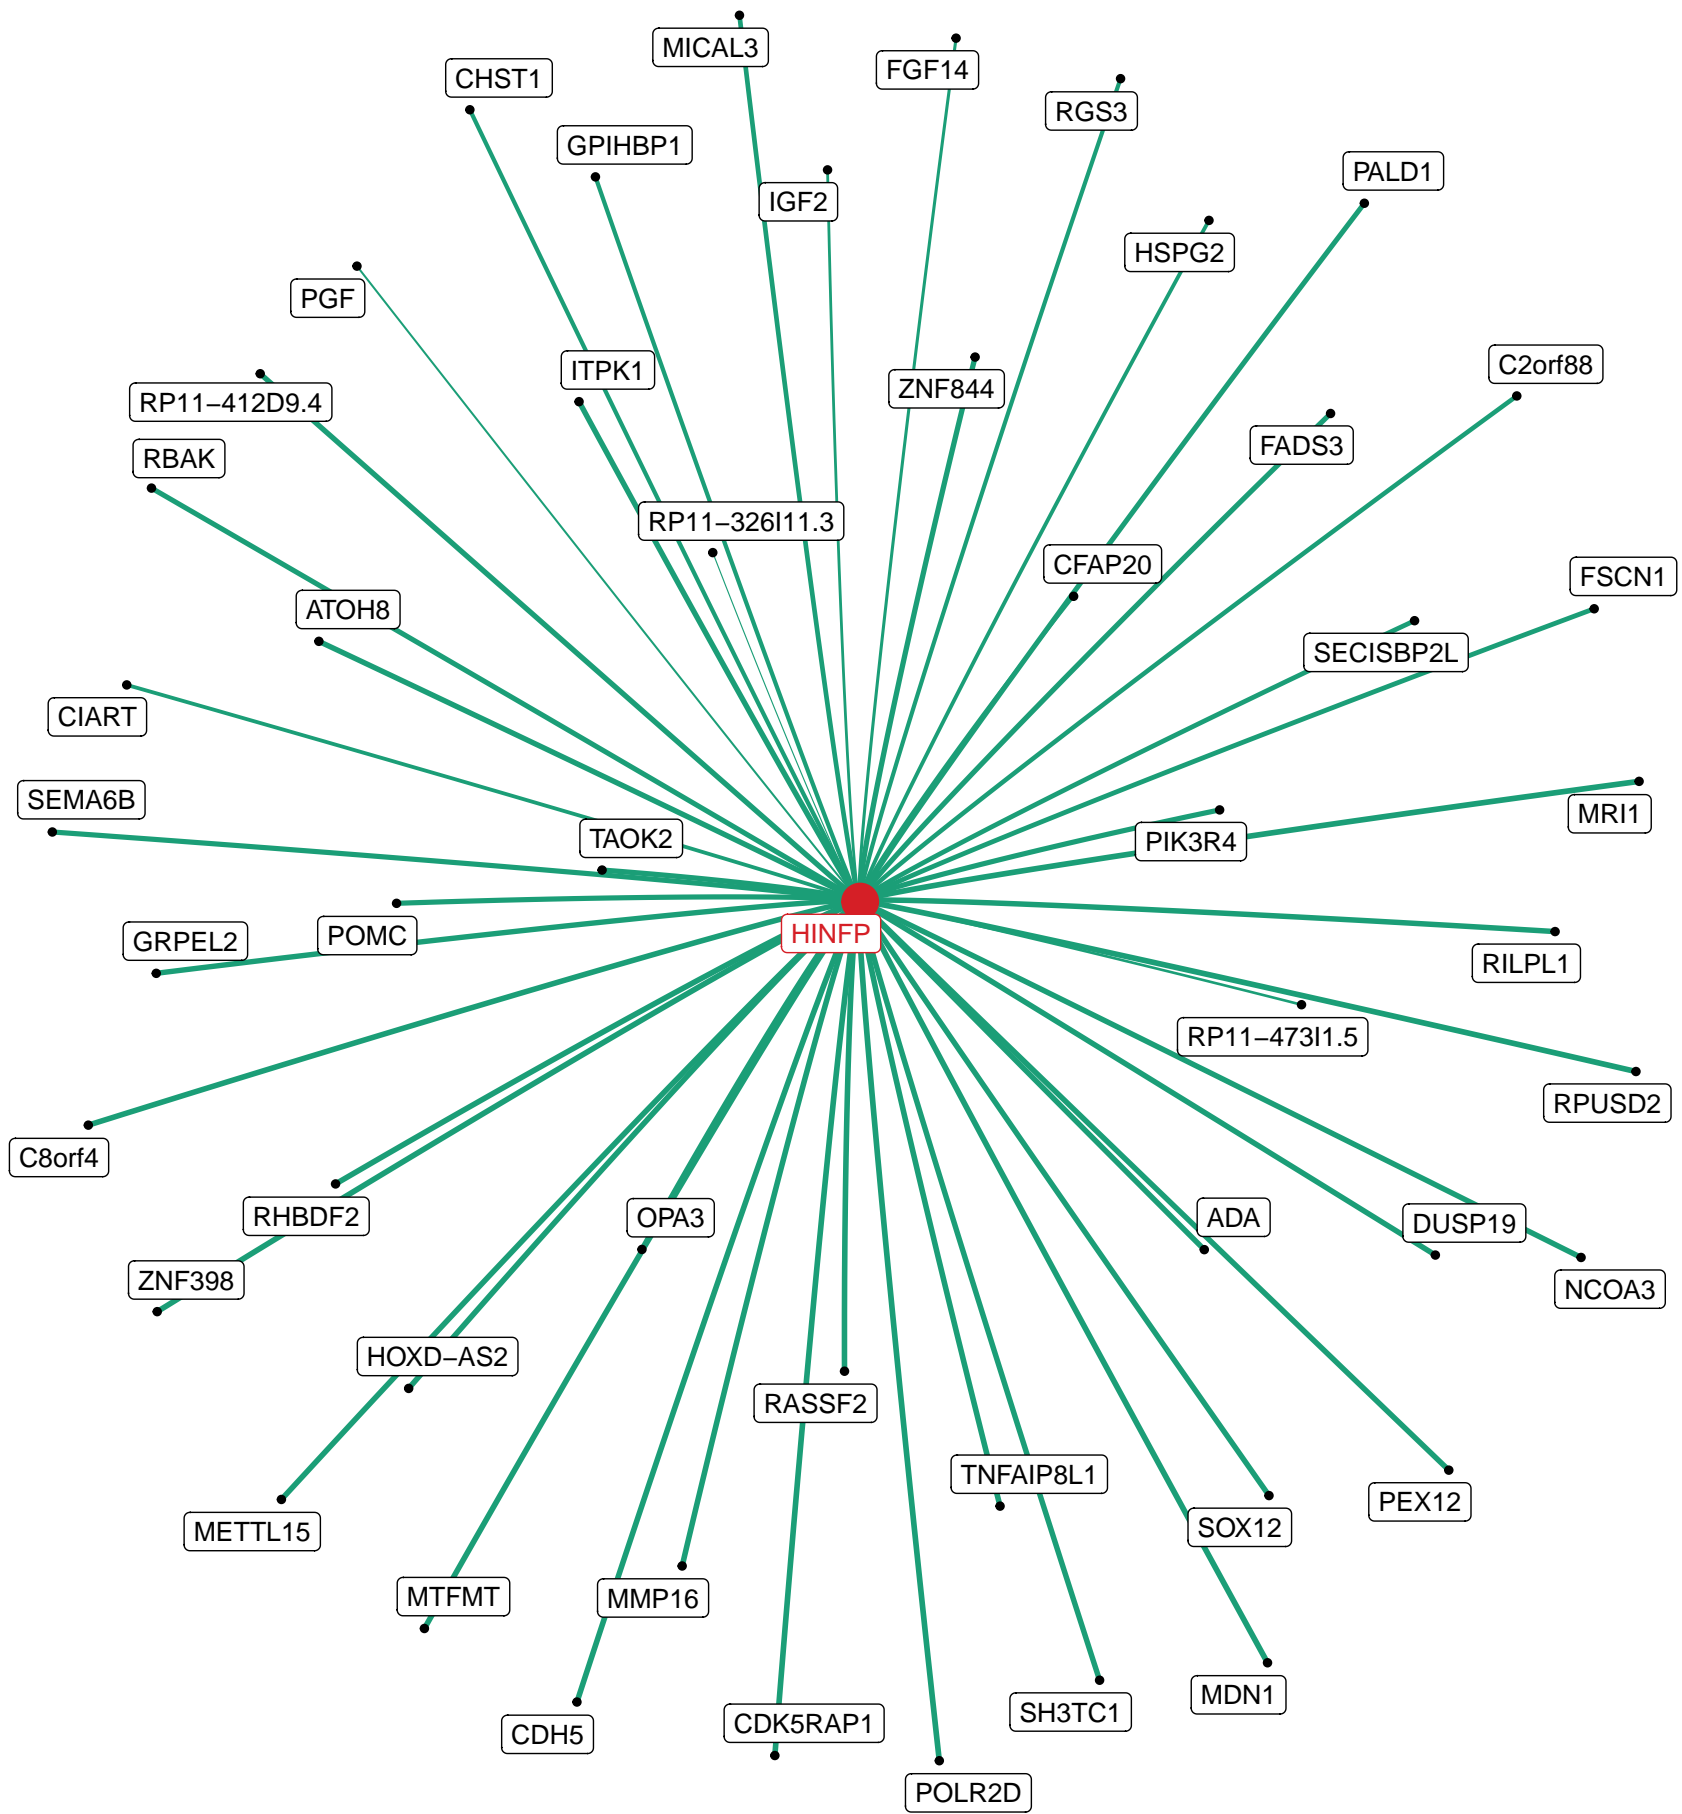 MICAL3
FGF14
CHST1
RGS3
GPIHBP1
PALD1
IGF2
HSPG2
PGF
C2orf88
ITPK1
ZNF844
RP11−412D9.4
FADS3
RBAK
RP11−326I11.3
CFAP20
FSCN1
ATOH8
SECISBP2L
CIART
SEMA6B
MRI1
TAOK2
PIK3R4
HINFP
POMC
GRPEL2
RILPL1
RP11−473I1.5
RPUSD2
C8orf4
RHBDF2
OPA3
ADA
DUSP19
ZNF398
NCOA3
HOXD−AS2
RASSF2
TNFAIP8L1
PEX12
SOX12
METTL15
MTFMT
MMP16
MDN1
SH3TC1
CDK5RAP1
CDH5
POLR2D